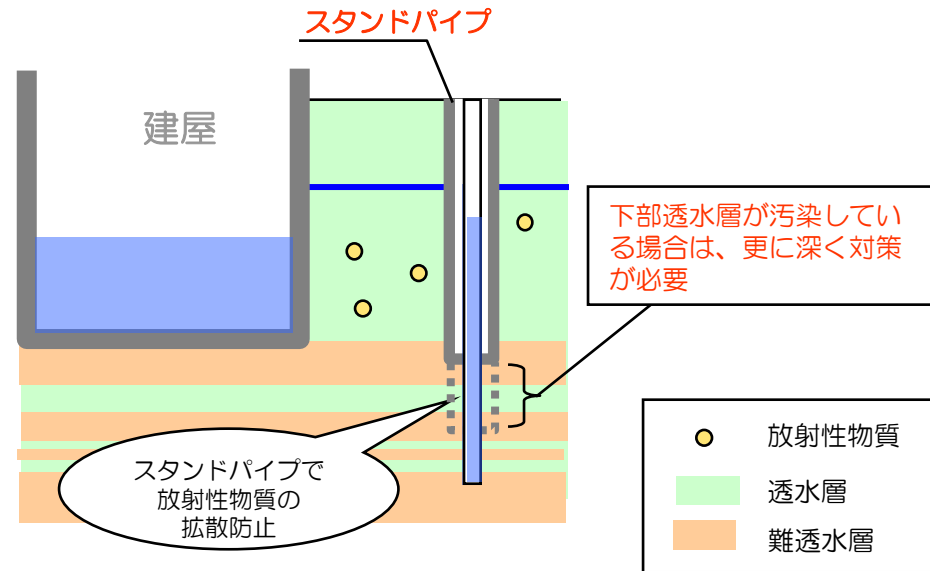 スタンドパイプ
建屋
下部透水層が汚染してい
る場合は、更に深く対策
が必要
スタンドパイプで
放射性物質の
拡散防止
放射性物質
透水層
難透水層